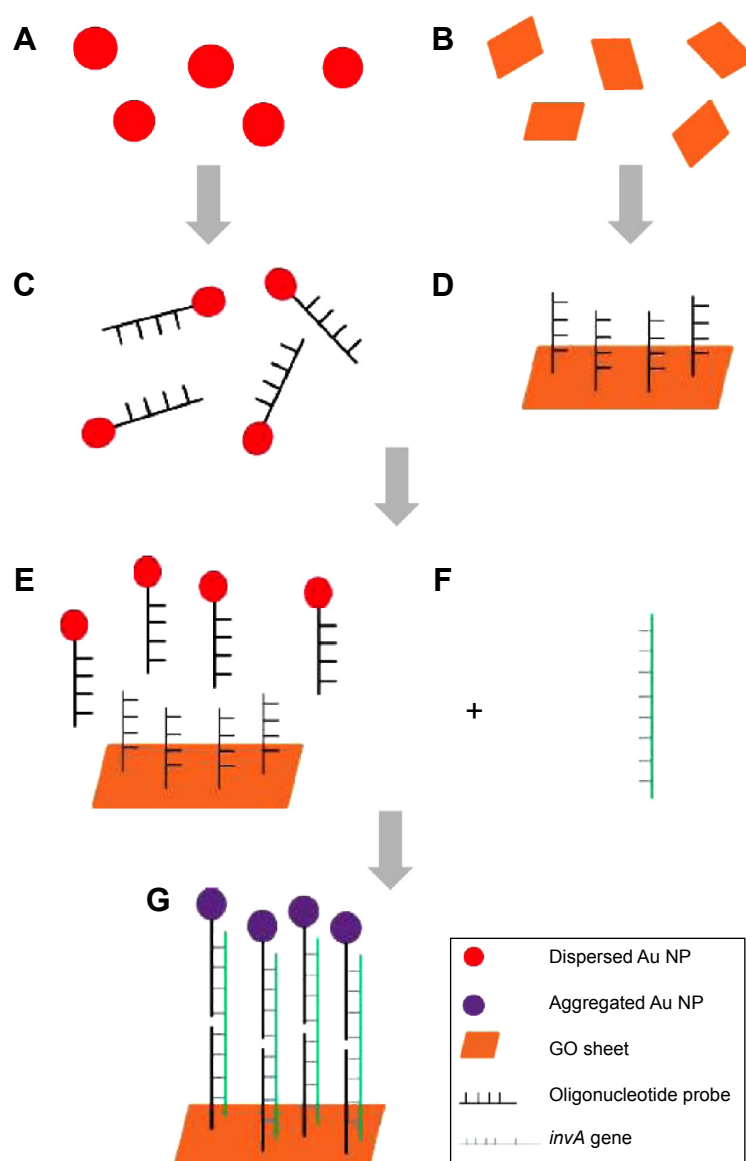 A
B
C
D
E
F
+
G
Dispersed Au NP
Aggregated Au NP
GO sheet
Oligonucleotide probe
invA gene